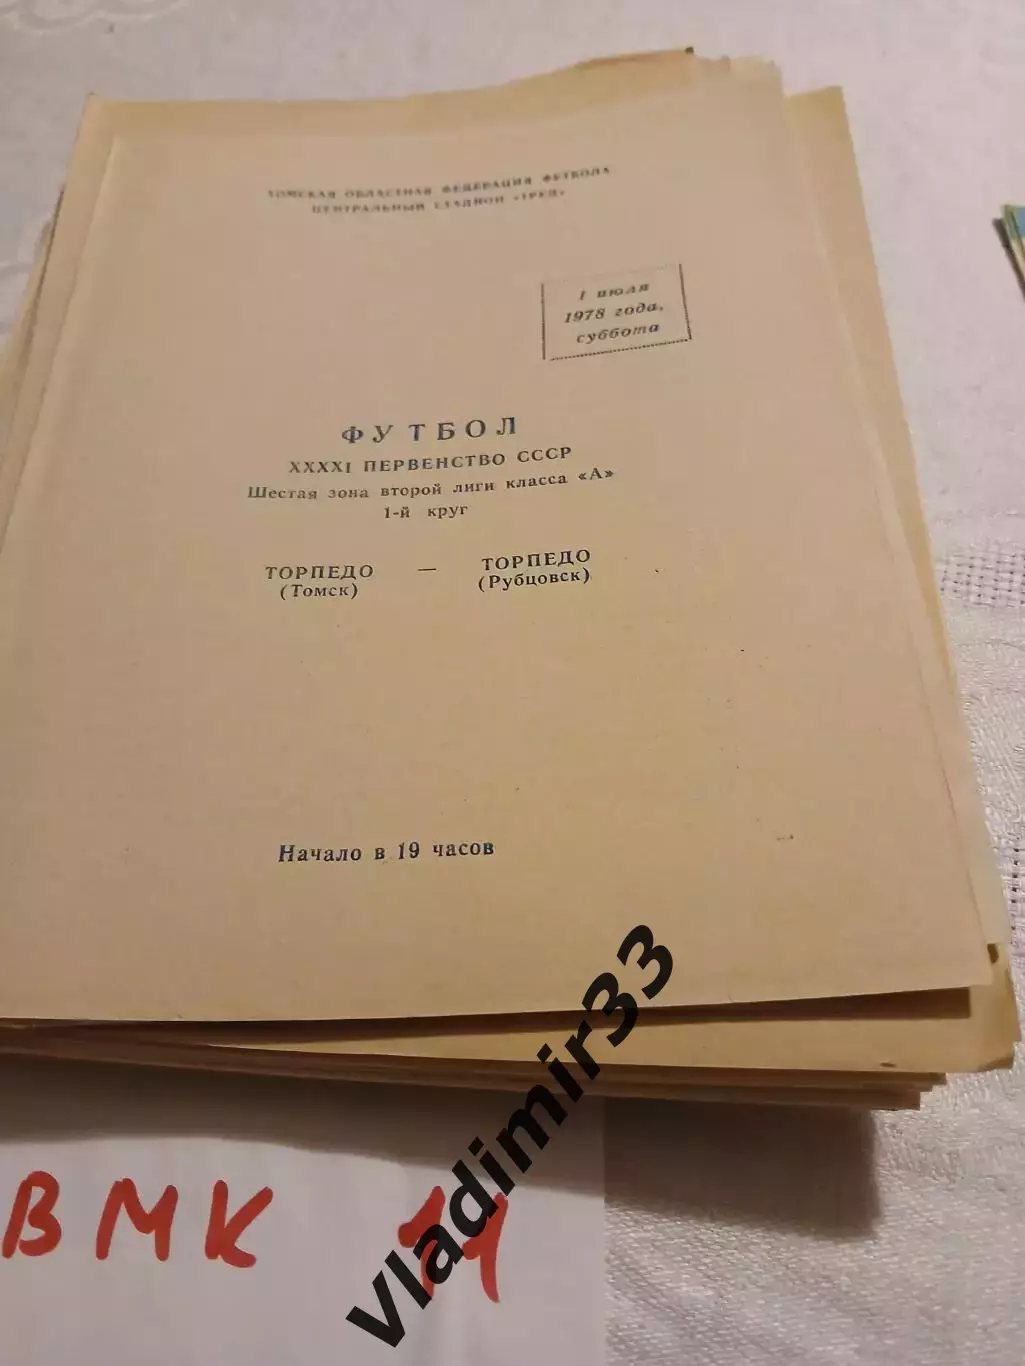 ТОМСКАЯ ОБЛАСТНАЯ ФЕДЕРАЦИЯ ФУТБОЛА
ЦЕНТРАЛЬНЫЙ СТАДИОН «ТРУД»
1 июля
1978 года,
суббота
ФУТБОЛ
XXXXI ПЕРВЕНСТВО СССР
Шестая зона второй лиги класса «А»
1-й круг
ТОРПЕДО — ТОРПЕДО
(Томск) (Рубцовск)
Начало в 19 часов
ВМК
vladimir33